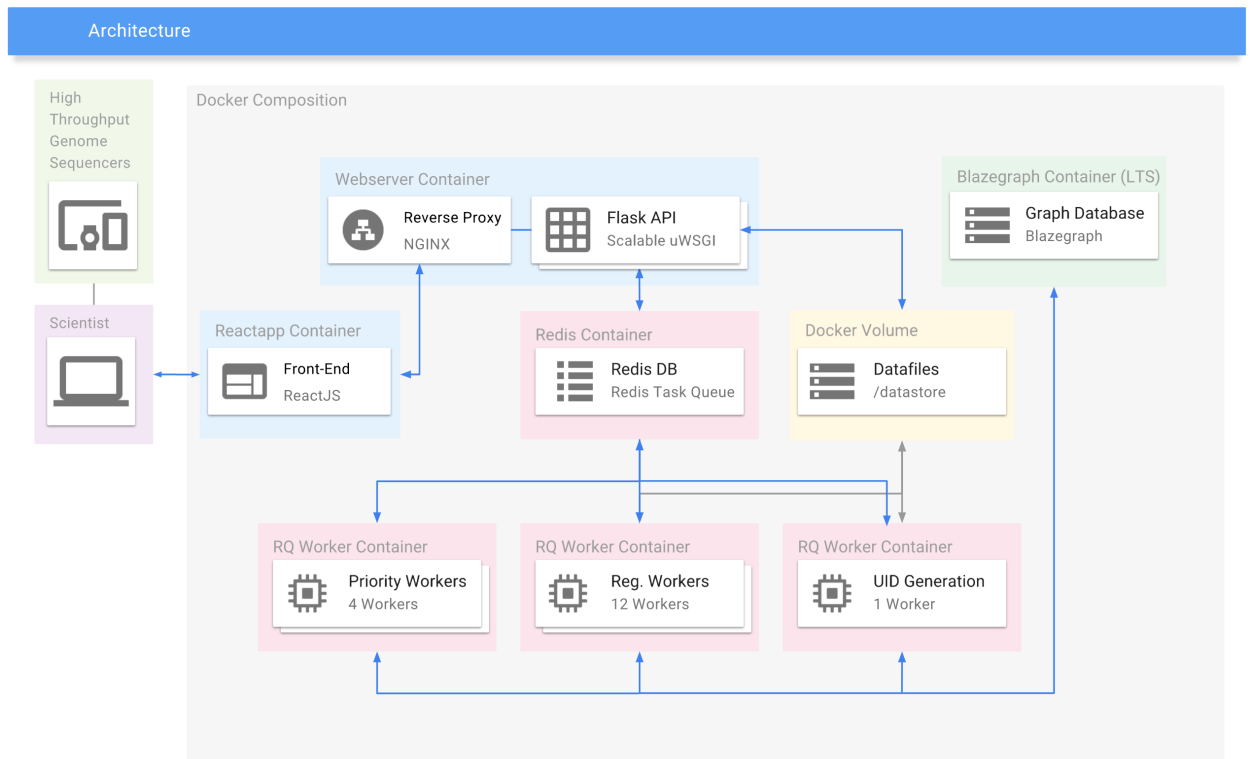 Architecture
High
Throughput
Genome
Sequencers
Scientist
Docker Composition
Webserver Container
Reverse Proxy
NGINX
Flask API
Scalable uWSGI
Blazegraph Container (LTS)
Graph Database
Blazegraph
Reactapp Container
Front-End
ReactJS
Redis Container
Redis DB
Redis Task Queue
Docker Volume
Datafiles
/datastore
RQ Worker Container
Priority Workers
4 Workers
RQ Worker Container
Reg. Workers
12 Workers
RQ Worker Container
UID Generation
1 Worker